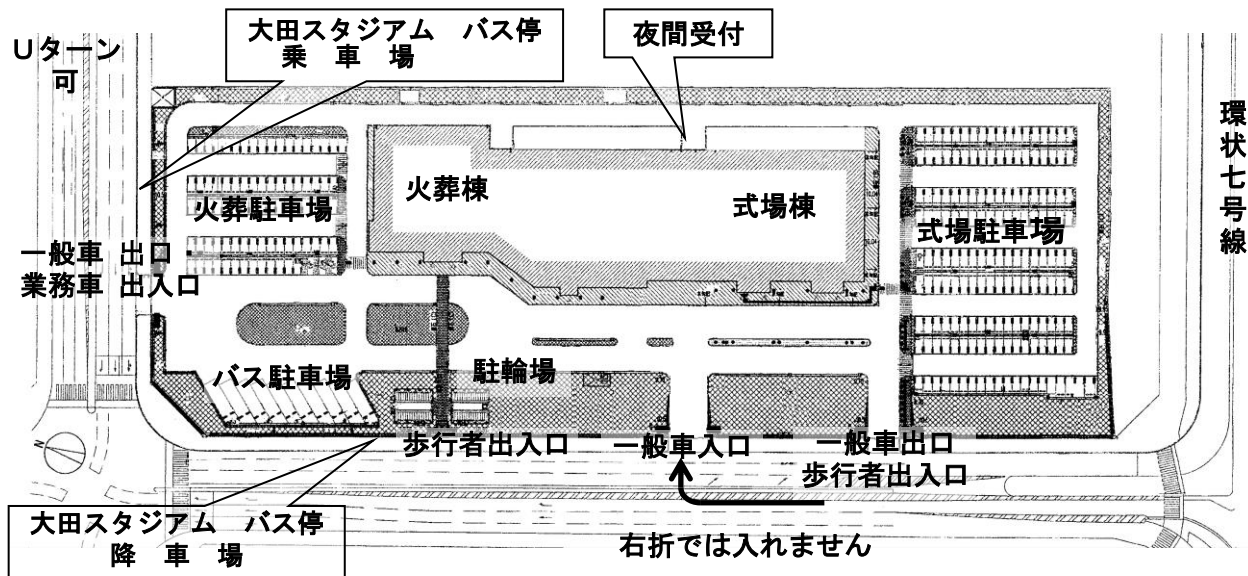 Uターン
可
大田スタジアム　バス停
乗　車　場
夜間受付
環状七号線
火葬棟
式場棟
火葬駐車場
式場駐車場
一般車 出口
業務車 出入口
バス駐車場
駐輪場
歩行者出入口
一般車入口
一般車出口
歩行者出入口
N
大田スタジアム　バス停
降　車　場
右折では入れません